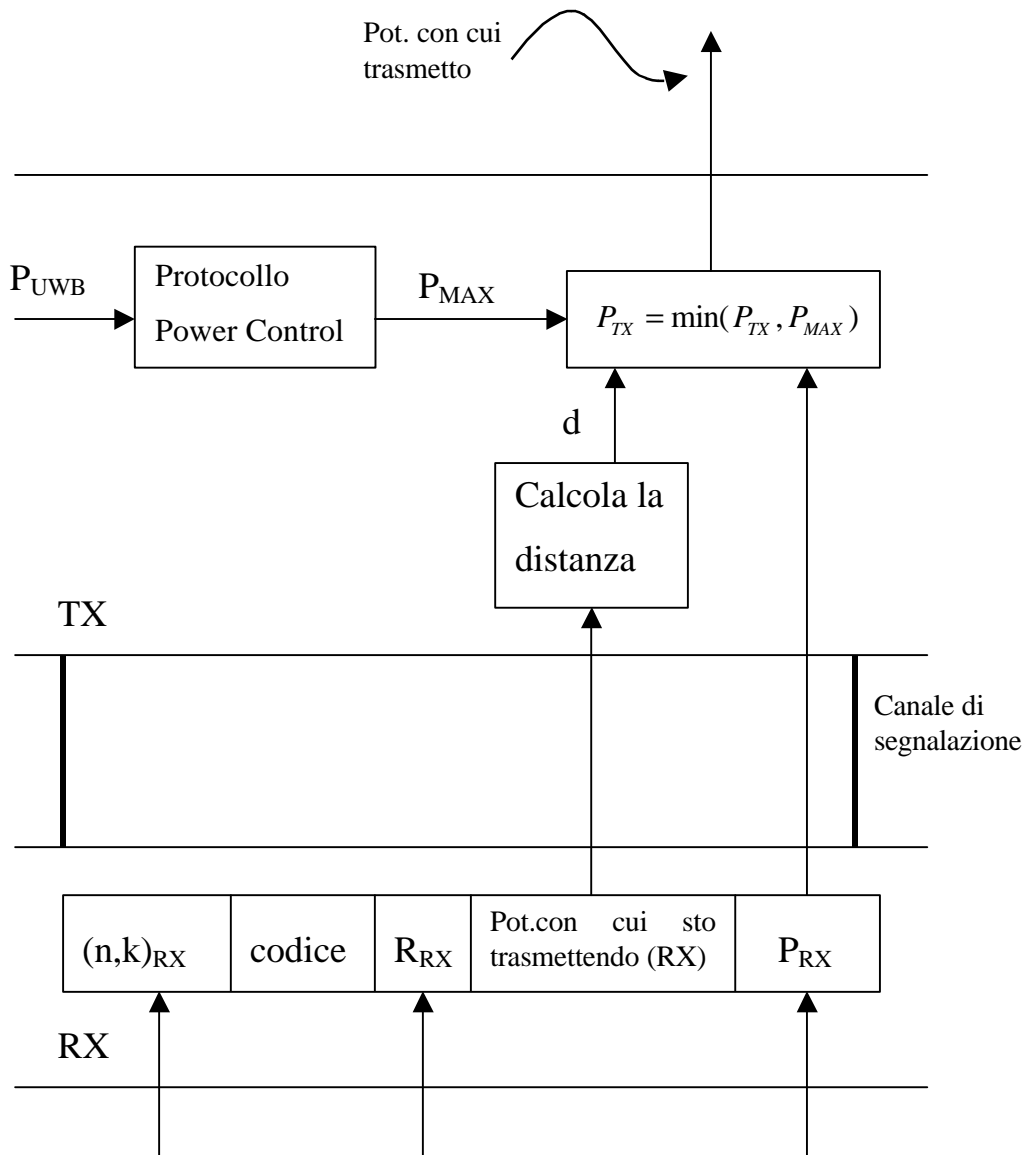 Pot. con cui
trasmetto
P_UWB
Protocollo
Power Control
P_MAX
P_TX = min(P_TX, P_MAX)
d
Calcola la
distanza
TX
Canale di
segnalazione
(n,k)_RX
codice
R_RX
Pot.con cui sto
trasmettendo (RX)
P_RX
RX